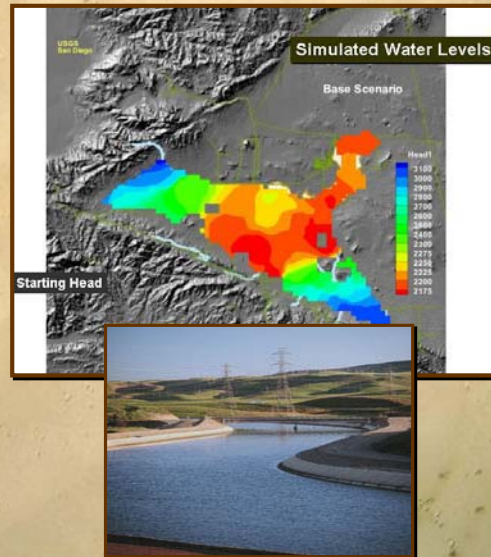 USGS
San Diego
Simulated Water Levels
Base Scenario
Head1
3100
3000
2900
2800
2700
2600
2500
2400
2300
2275
2250
2225
2200
2175
Starting Head